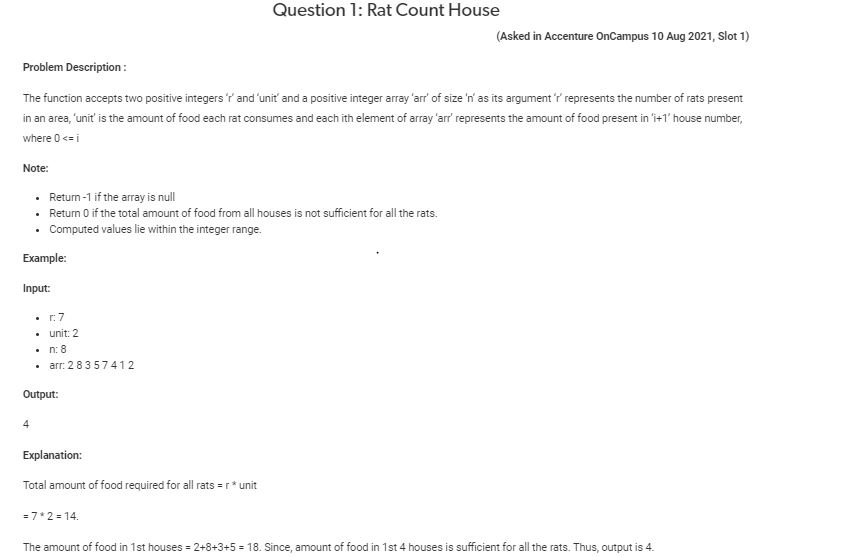 Question 1: Rat Count House
(Asked in Accenture OnCampus 10 Aug 2021, Slot 1)
Problem Description :
The function accepts two positive integers ‘r’ and ‘unit’ and a positive integer array ‘arr’ of size ‘n’ as its argument ‘r’ represents the number of rats present
in an area, ‘unit’ is the amount of food each rat consumes and each ith element of array ‘arr’ represents the amount of food present in ‘i+1’ house number,
where 0 <= i
Note:
• Return -1 if the array is null
• Return 0 if the total amount of food from all houses is not sufficient for all the rats.
• Computed values lie within the integer range.
Example:
Input:
• r: 7
• unit: 2
• n: 8
• arr: 2 8 3 5 7 4 1 2
Output:
4
Explanation:
Total amount of food required for all rats = r * unit
= 7 * 2 = 14.
The amount of food in 1st houses = 2+8+3+5 = 18. Since, amount of food in 1st 4 houses is sufficient for all the rats. Thus, output is 4.